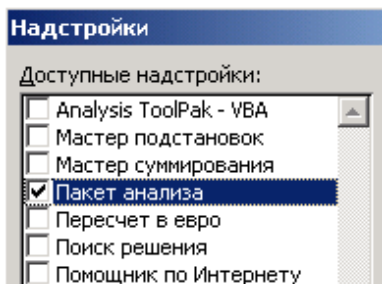 Надстройки
Доступные надстройки:
Analysis ToolPak - VBA
Мастер подстановок
Мастер суммирования
Пакет анализа
Пересчет в евро
Поиск решения
Помощник по Интернету